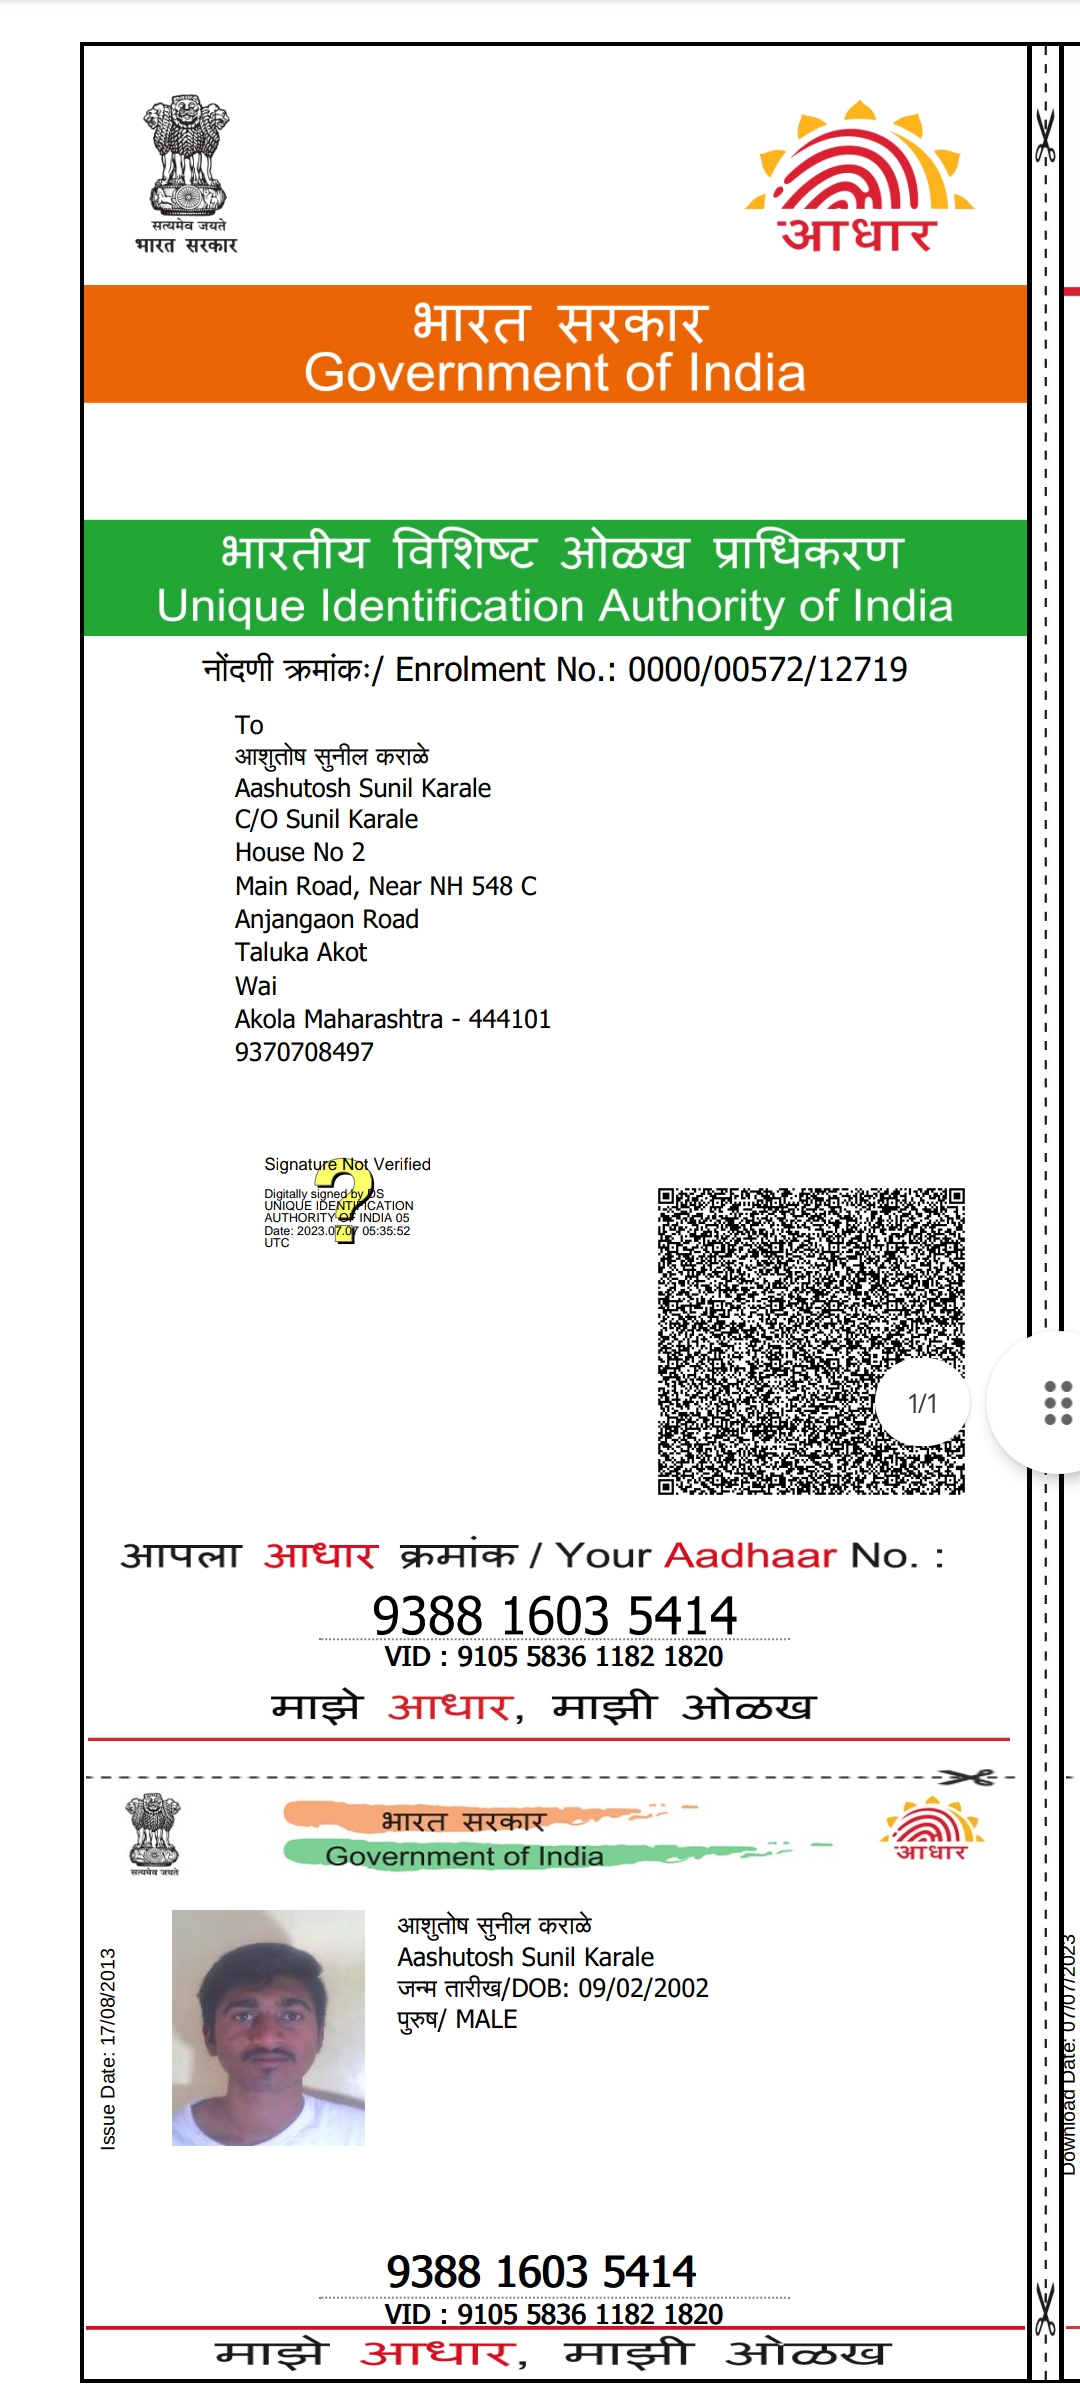 सत्यमेव जयते
भारत सरकार
आधार
भारत सरकार
Government of India
भारतीय विशिष्ट ओळख प्राधिकरण
Unique Identification Authority of India
नोंदणी क्रमांकः/ Enrolment No.: 0000/00572/12719
To
आशुतोष सुनील कराळे
Aashutosh Sunil Karale
C/O Sunil Karale
House No 2
Main Road, Near NH 548 C
Anjangaon Road
Taluka Akot
Wai
Akola Maharashtra - 444101
9370708497
Signature Not Verified
Digitally signed by DS
UNIQUE IDENTIFICATION
AUTHORITY OF INDIA 05
Date: 2023.07.07 05:35:52
UTC
1/1
आपला आधार क्रमांक / Your Aadhaar No. :
9388 1603 5414
VID : 9105 5836 1182 1820
माझे आधार, माझी ओळख
सत्यमेव जयते
भारत सरकार
Government of India
आधार
Issue Date: 17/08/2013
आशुतोष सुनील कराळे
Aashutosh Sunil Karale
जन्म तारीख/DOB: 09/02/2002
पुरुष/ MALE
Download Date: 07/07/2023
9388 1603 5414
VID : 9105 5836 1182 1820
माझे आधार, माझी ओळख